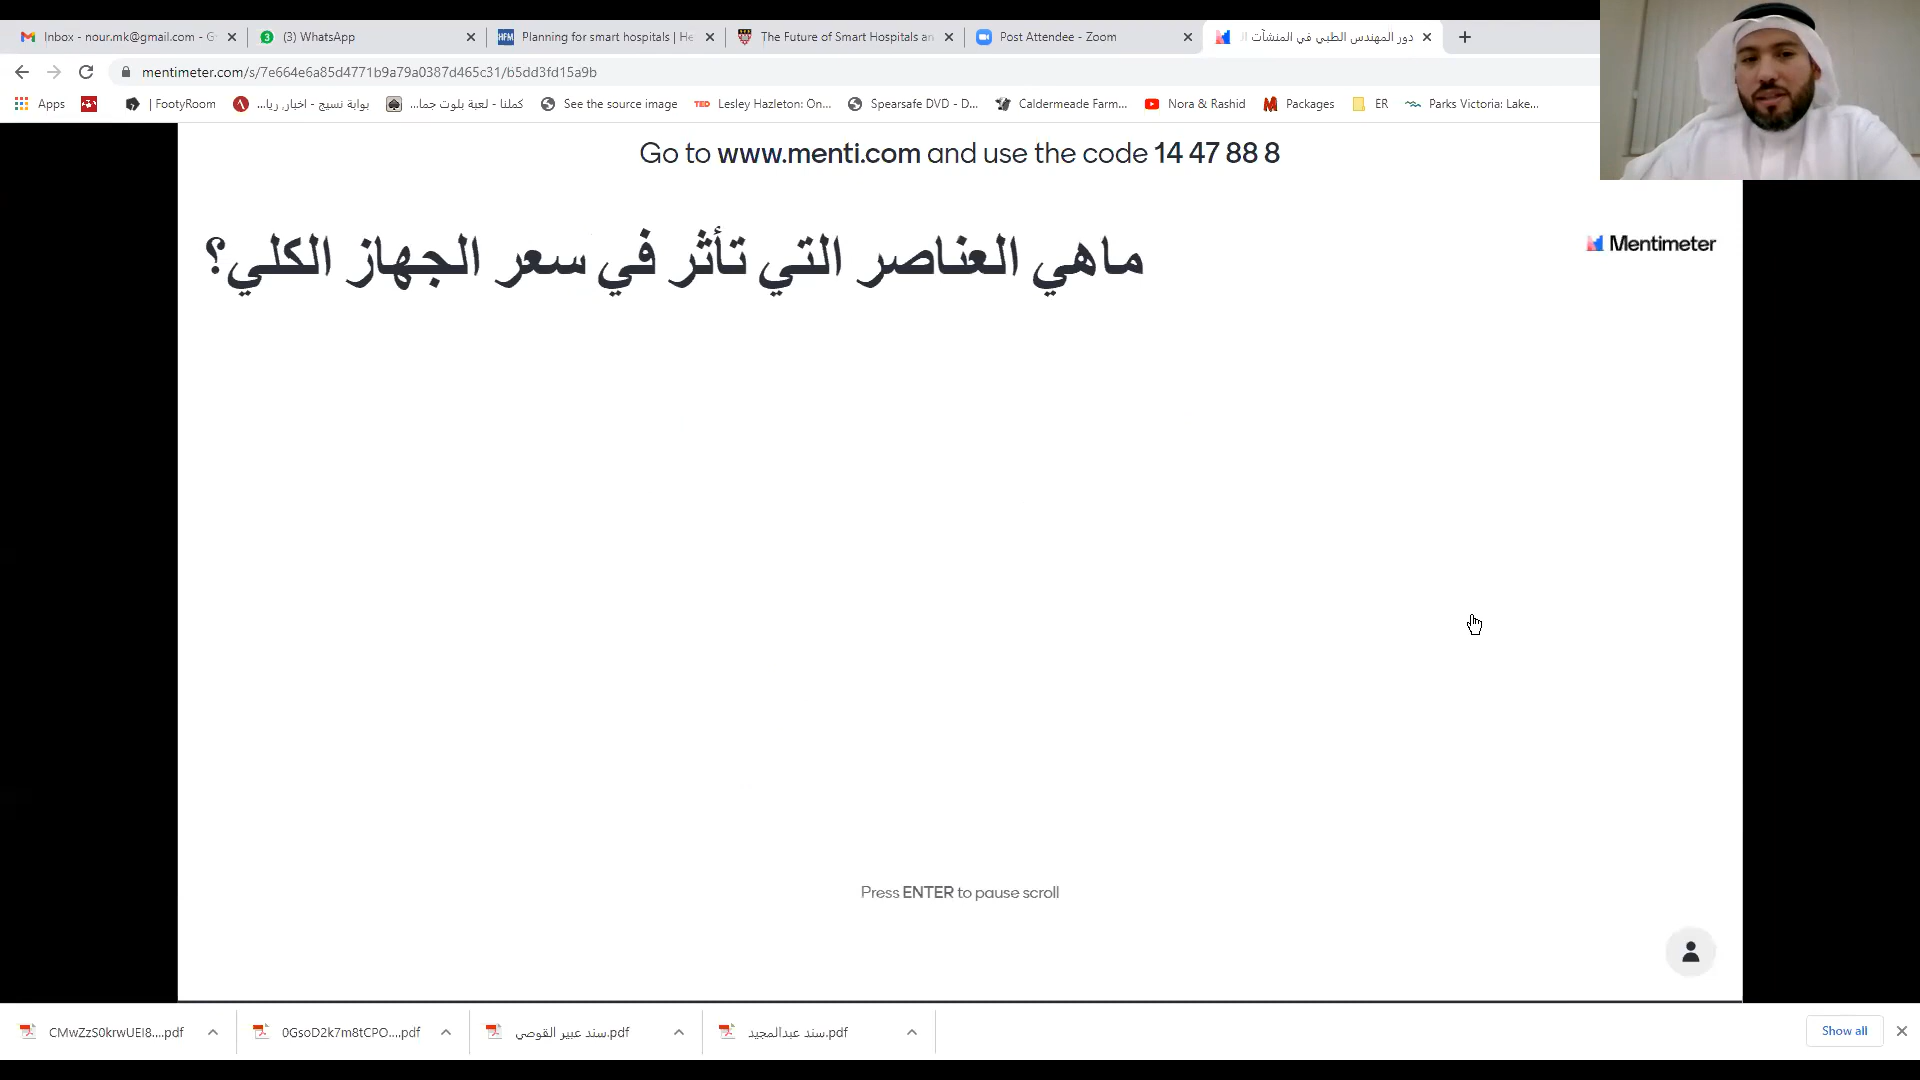 Inbox - nour.mk@gmail.com - G
(3) WhatsApp
Planning for smart hospitals | He
The Future of Smart Hospitals an
Post Attendee - Zoom
دور المهندس الطبي في المنشآت ال
mentimeter.com/s/7e664e6a85d4771b9a79a0387d465c31/b5dd3fd15a9b
Apps
| FootyRoom
بوابة نسيج - اخبار, ريا...
كملنا - لعبة بلوت جما...
See the source image
TED
Lesley Hazleton: On...
Spearsafe DVD - D...
Caldermeade Farm...
Nora & Rashid
Packages
ER
Parks Victoria: Lake...
Go to www.menti.com and use the code 14 47 88 8
ماهي العناصر التي تأثر في سعر الجهاز الكلي؟
Mentimeter
Press ENTER to pause scroll
CMwZzS0krwUEI8....pdf
0GsoD2k7m8tCPO....pdf
سند عبير القوصي.pdf
سند عبدالمجيد.pdf
Show all